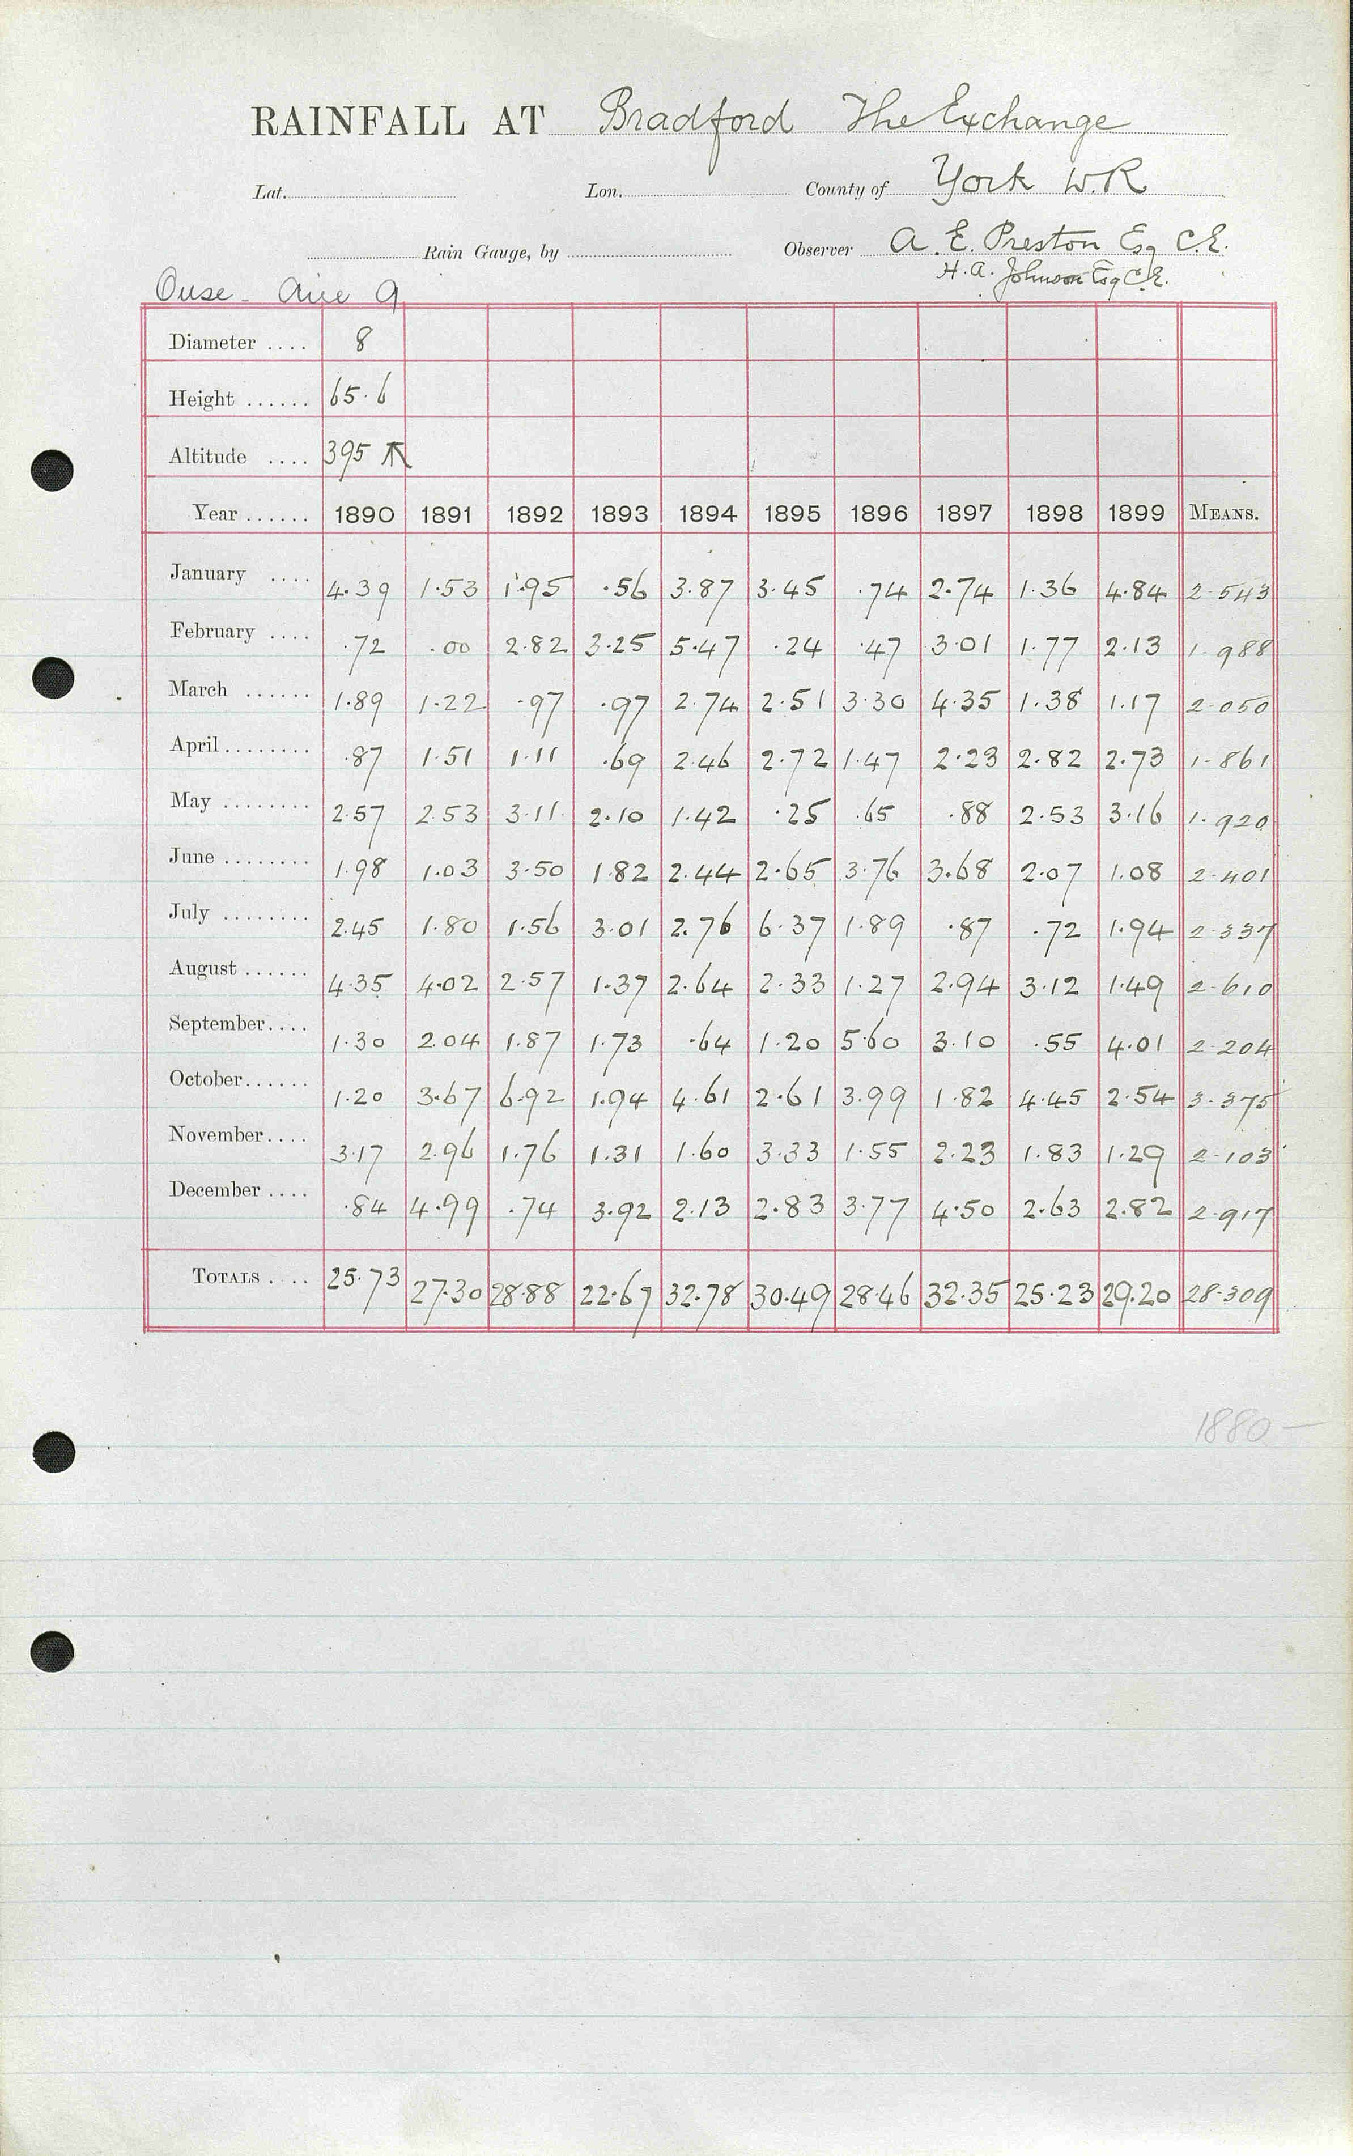 RAINFALL AT Bradford The Exchange
Lat. Lon. County of York W.R
Rain Gauge, by Observer A. E. Preston Esq C.E.
H. A. Johnson Esq C.E.
Ouse - Aire 9
Diameter .... 8
Height ...... 65.6
Altitude .... 395
Year ...... 1890 1891 1892 1893 1894 1895 1896 1897 1898 1899 MEANS.
January .... 4.39 1.53 1.95 .56 3.87 3.45 .74 2.74 1.36 4.84 2.543
February .... .72 .00 2.82 3.25 5.47 .24 .47 3.01 1.77 2.13 1.988
March ...... 1.89 1.22 .97 .97 2.74 2.51 3.30 4.35 1.38 1.17 2.050
April ........ .87 1.51 1.11 .69 2.46 2.72 1.47 2.23 2.82 2.73 1.861
May ........ 2.57 2.53 3.11 2.10 1.42 .25 .65 .88 2.53 3.16 1.920
June ........ 1.98 1.03 3.50 1.82 2.44 2.65 3.76 3.68 2.07 1.08 2.401
July ........ 2.45 1.80 1.56 3.01 2.76 6.37 1.89 .87 .72 1.94 2.337
August ...... 4.35 4.02 2.57 1.37 2.64 2.33 1.27 2.94 3.12 1.49 2.610
September.... 1.30 2.04 1.87 1.73 .64 1.20 5.60 3.10 .55 4.01 2.204
October...... 1.20 3.67 6.92 1.94 4.61 2.61 3.99 1.82 4.45 2.54 3.375
November.... 3.17 2.96 1.76 1.31 1.60 3.33 1.55 2.23 1.83 1.29 2.103
December .... .84 4.99 .74 3.92 2.13 2.83 3.77 4.50 2.63 2.82 2.917
TOTALS .... 25.73 27.30 28.88 22.67 32.78 30.49 28.46 32.35 25.23 29.20 28.309
1880 -